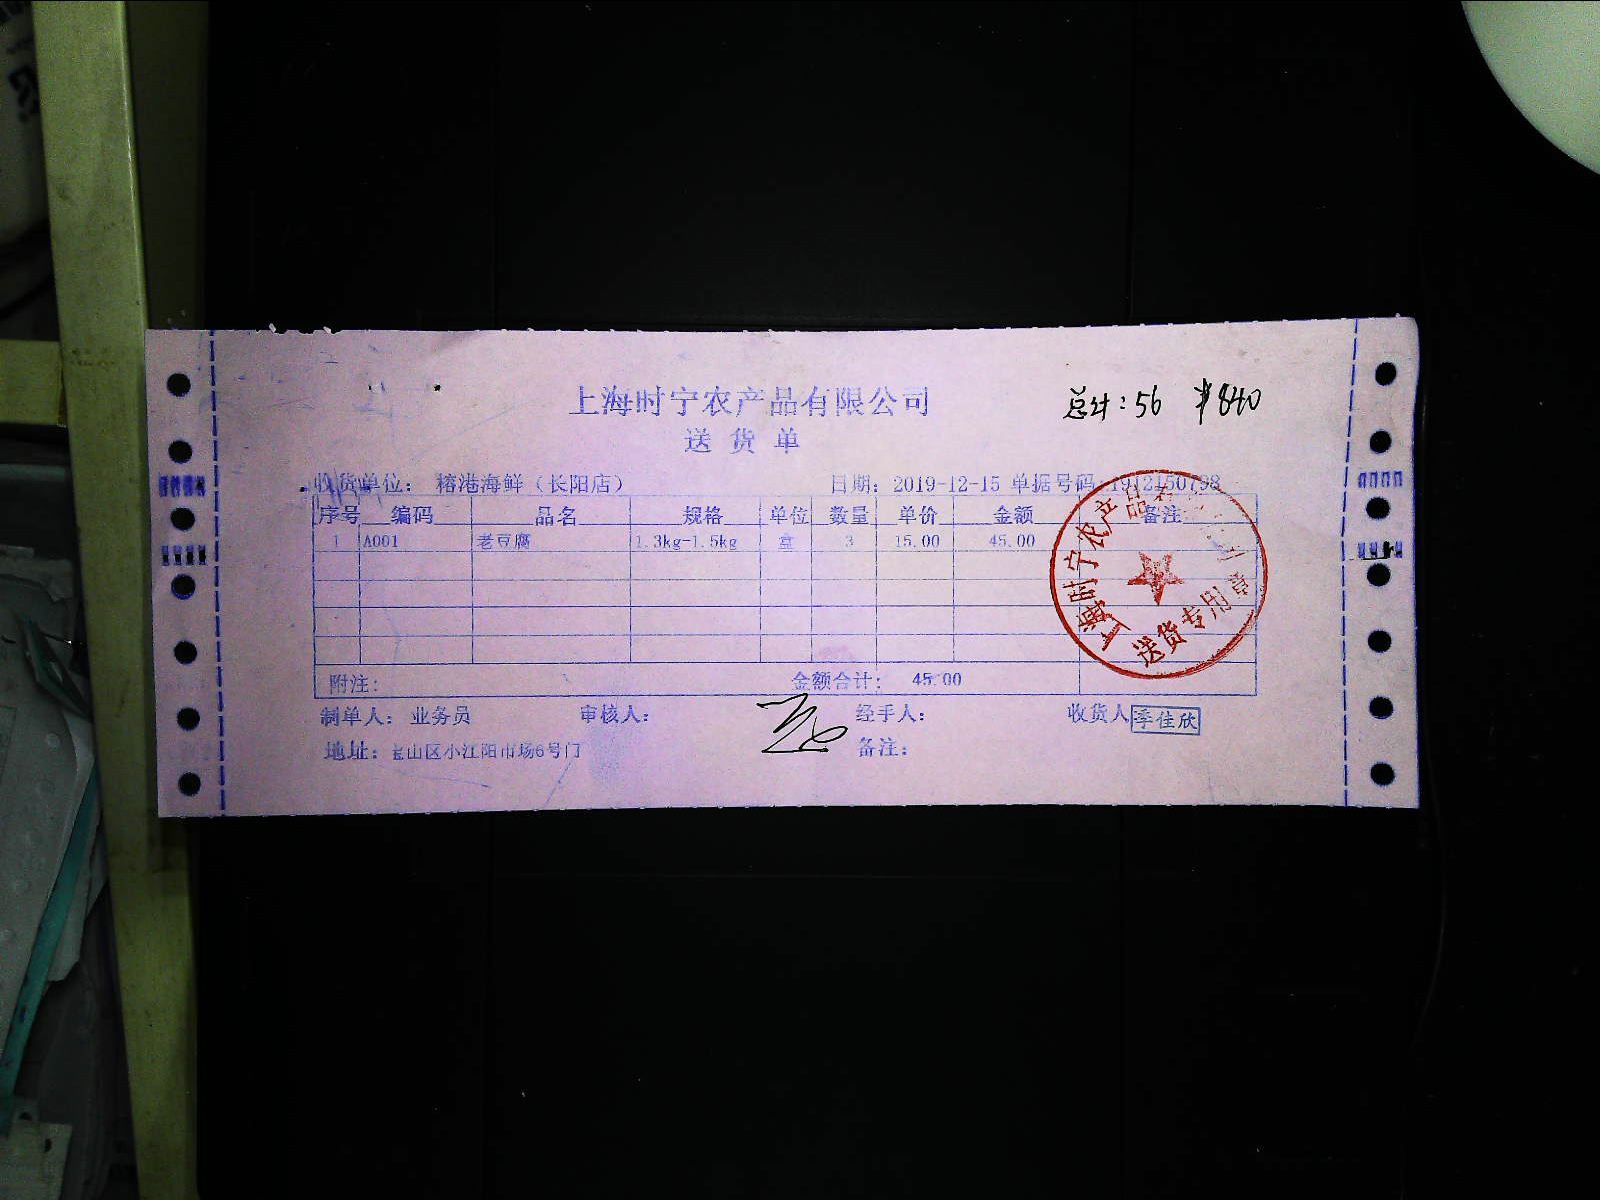 上海时宁农产品有限公司
总计：56 ¥840
送货单
收货单位： 榕港海鲜（长阳店） 日期：2019-12-15 单据号码:1912150798
序号 编码 品名 规格 单位 数量 单价 金额 备注
1 A001 老豆腐 1.3kg-1.5kg 盒 3 15.00 45.00
上海时宁农产品有
送货专用章
附注： 金额合计： 45.00
制单人： 业务员 审核人： 经手人： 收货人 季佳欣
地址： 宝山区小江阳市场6号门 备注：